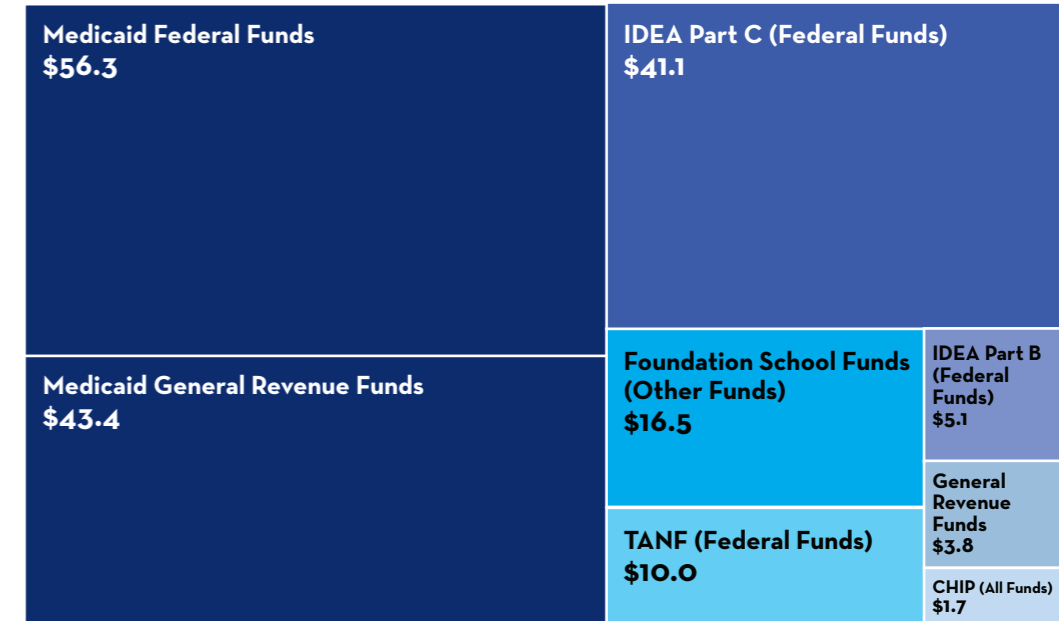 Medicaid Federal Funds
$56.3
IDEA Part C (Federal Funds)
$41.1
Medicaid General Revenue Funds
$43.4
Foundation School Funds
(Other Funds)
$16.5
IDEA Part B
(Federal
Funds)
$5.1
General
Revenue
Funds
$3.8
TANF (Federal Funds)
$10.0
CHIP (All Funds)
$1.7